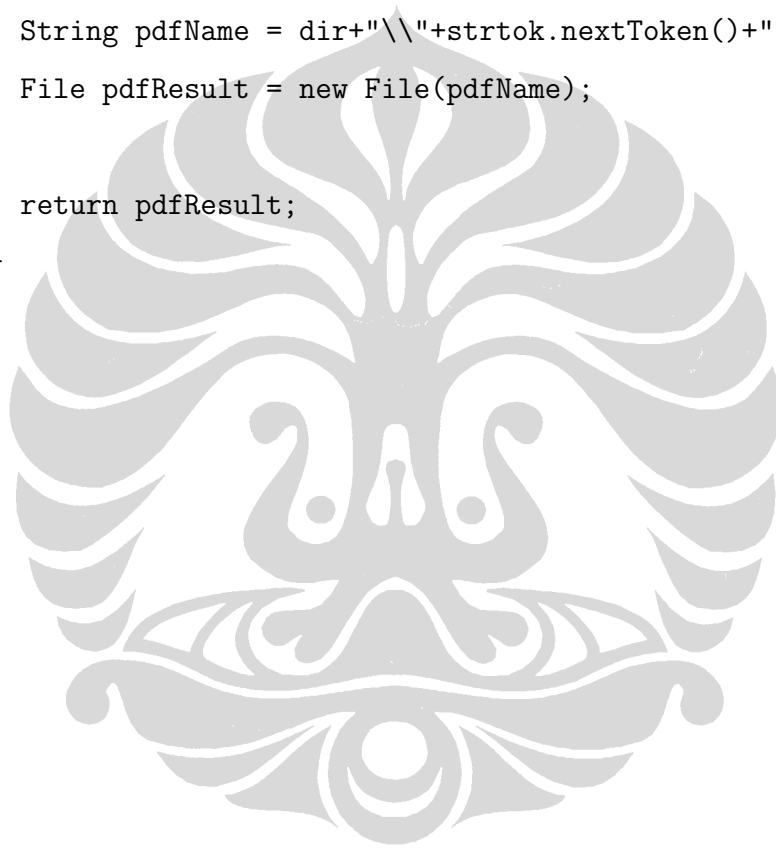 String pdfName = dir+"\\"+strtok.nextToken()+"
File pdfResult = new File(pdfName);
return pdfResult;